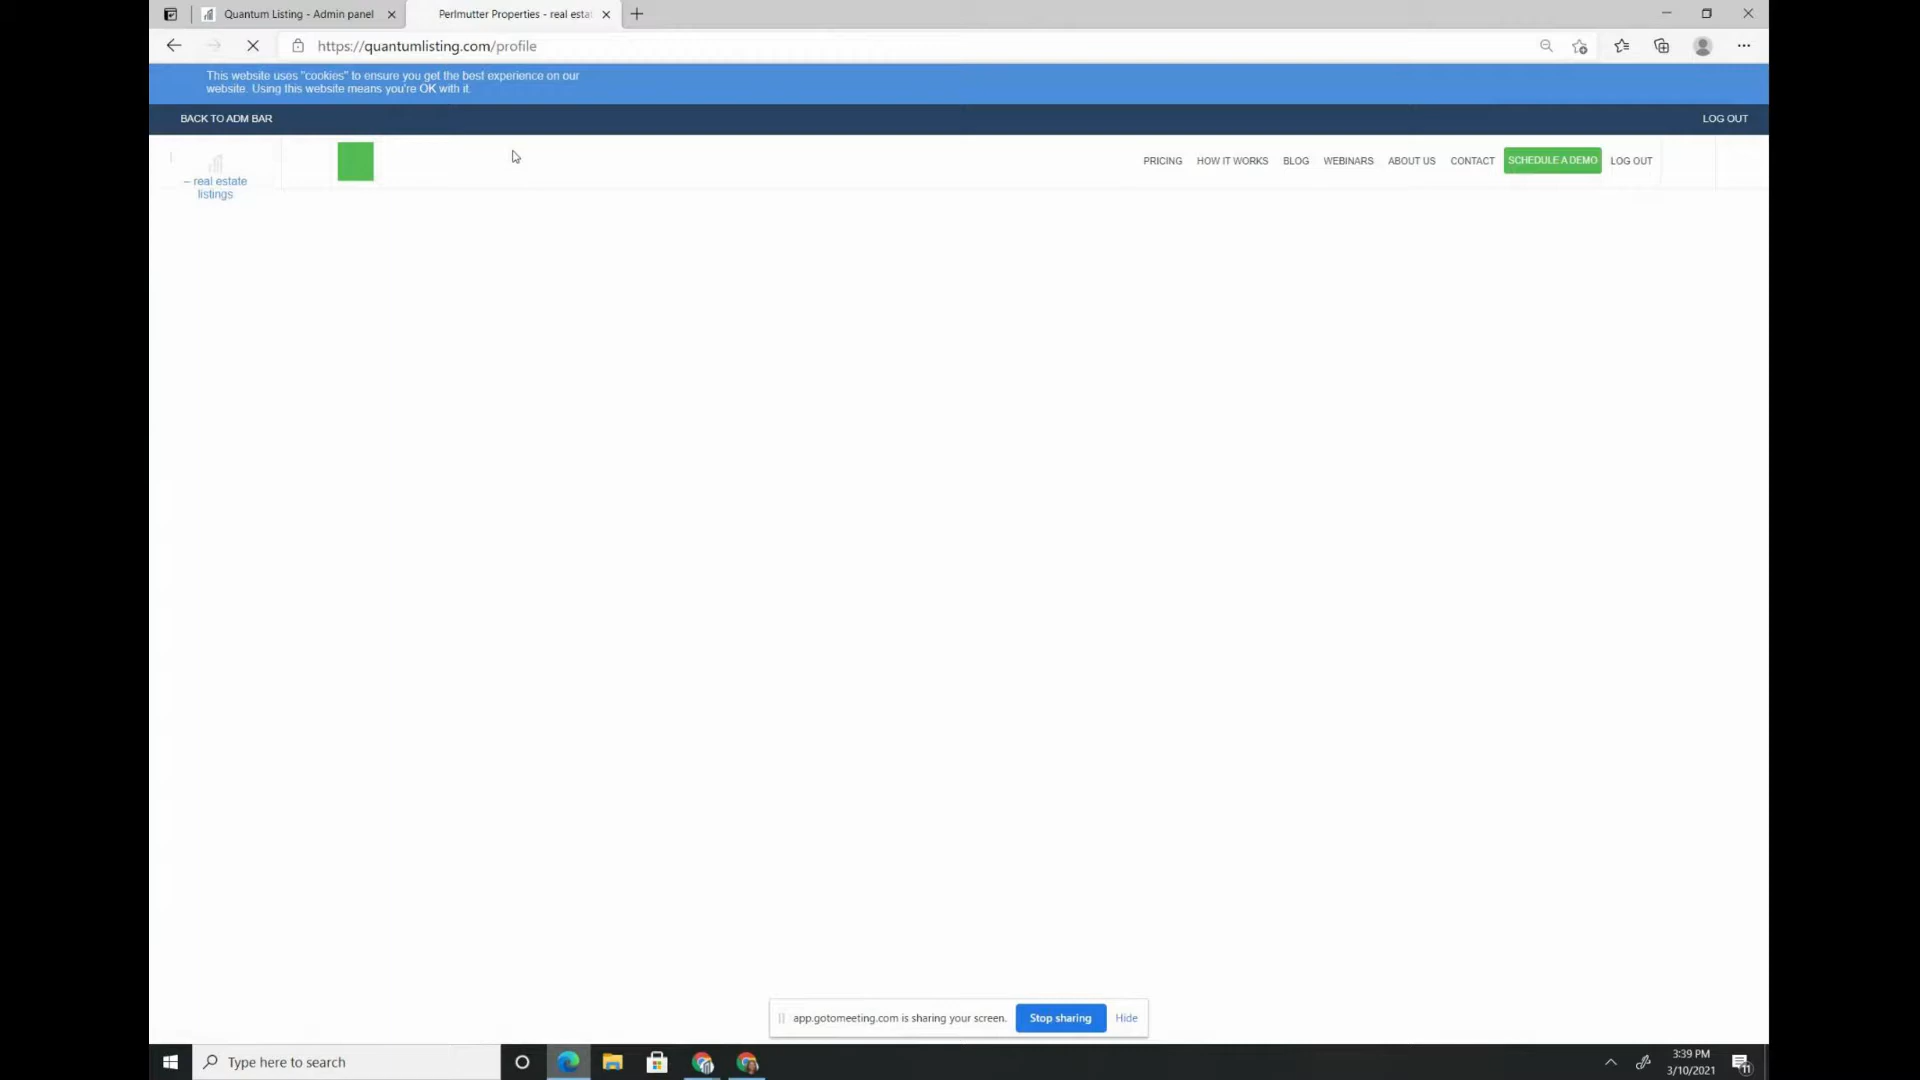 Quantum Listing - Admin panel
Perlmutter Properties - real esta
https://quantumlisting.com/profile
This website uses "cookies" to ensure you get the best experience on our
website. Using this website means you're OK with it.
BACK TO ADM BAR
LOG OUT
– real estate
listings
PRICING
HOW IT WORKS
BLOG
WEBINARS
ABOUT US
CONTACT
SCHEDULE A DEMO
LOG OUT
app.gotomeeting.com is sharing your screen.
Stop sharing
Hide
Type here to search
3:39 PM
3/10/2021
11